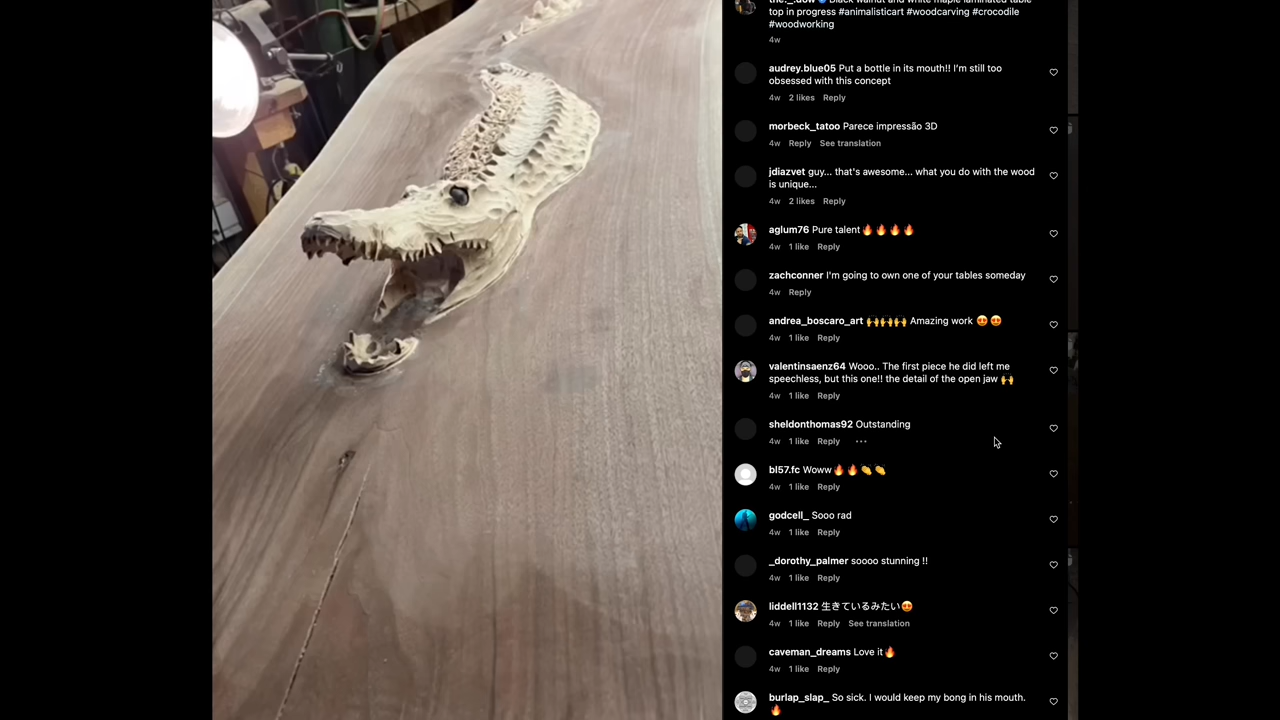 Black walnut and white maple laminated table
top in progress #animalisticart #woodcarving #crocodile
#woodworking
4w
audrey.blue05 Put a bottle in its mouth!! I'm still too
obsessed with this concept
4w 2 likes Reply
morbeck_tatoo Parece impressão 3D
4w Reply See translation
jdiazvet guy... that's awesome... what you do with the wood
is unique...
4w 2 likes Reply
aglum76 Pure talent🔥🔥🔥🔥
4w 1 like Reply
zachconner I'm going to own one of your tables someday
4w Reply
andrea_boscaro_art 🙌🙌🙌 Amazing work 😍😍
4w 1 like Reply
valentinsaenz64 Wooo.. The first piece he did left me
speechless, but this one!! the detail of the open jaw 🙌
4w 1 like Reply
sheldonthomas92 Outstanding
4w 1 like Reply ...
bl57.fc Woww🔥🔥👏👏
4w 1 like Reply
godcell_ Sooo rad
4w 1 like Reply
_dorothy_palmer soooo stunning !!
4w 1 like Reply
liddell1132 生きているみたい😍
4w 1 like Reply See translation
caveman_dreams Love it🔥
4w 1 like Reply
burlap_slap_ So sick. I would keep my bong in his mouth.
🔥